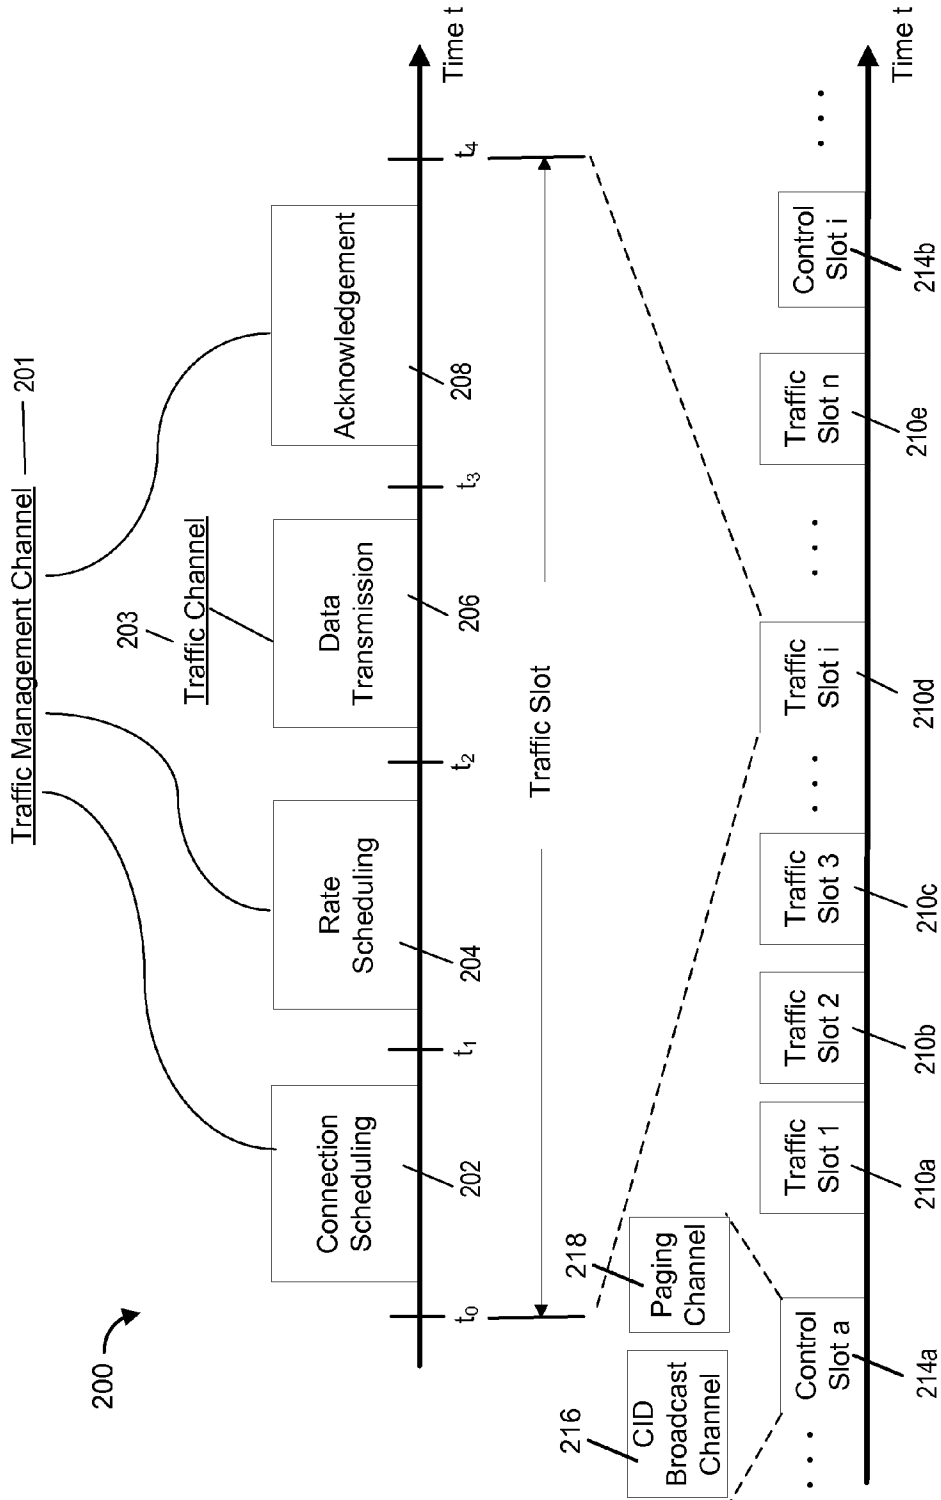 200
Traffic Management Channel
201
203
Traffic Channel
Connection
Scheduling
202
Rate
Scheduling
204
Data
Transmission
206
Acknowledgement
208
t0
t1
t2
t3
t4
Time t
Traffic Slot
216
CID
Broadcast
Channel
218
Paging
Channel
. . .
Control
Slot a
214a
Traffic
Slot 1
210a
Traffic
Slot 2
210b
Traffic
Slot 3
210c
. . .
Traffic
Slot i
210d
. . .
Traffic
Slot n
210e
Control
Slot i
214b
. . .
Time t